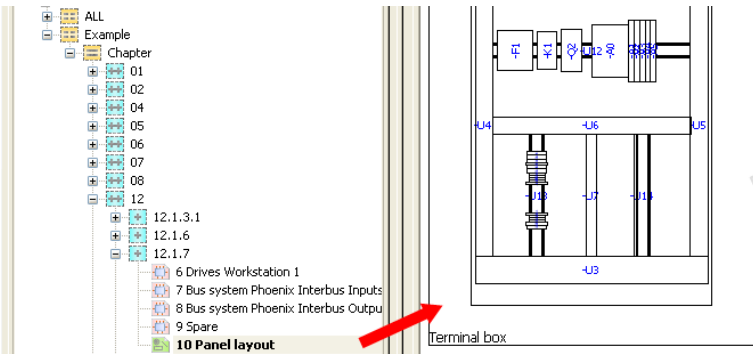 ALL
Example
Chapter
01
02
04
05
06
07
08
12
12.1.3.1
12.1.6
12.1.7
6 Drives Workstation 1
7 Bus system Phoenix Interbus Inputs
8 Bus system Phoenix Interbus Outpu
9 Spare
10 Panel layout
-F1
-K1
-Q2
-U12
-A0
-U4
-U6
-U5
-U13
-U7
-U14
-U3
Terminal box